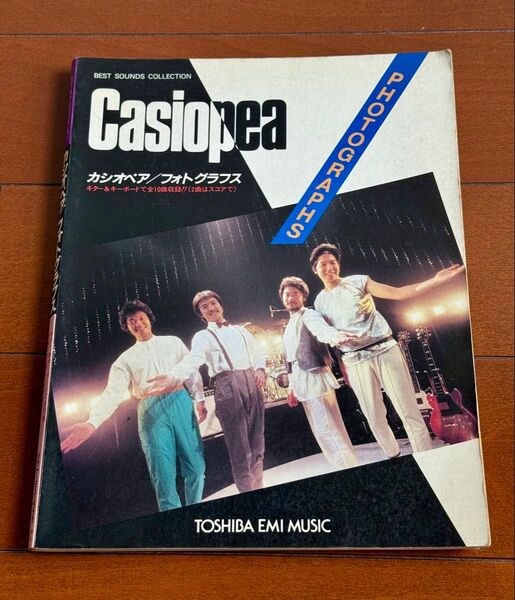 BEST SOUNDS COLLECTION
Casiopea
PHOTOGRAPHS
カシオペア/フォトグラフス
ギター&キーボードで全10曲収録!!(2曲はスコアで)
TOSHIBA EMI MUSIC